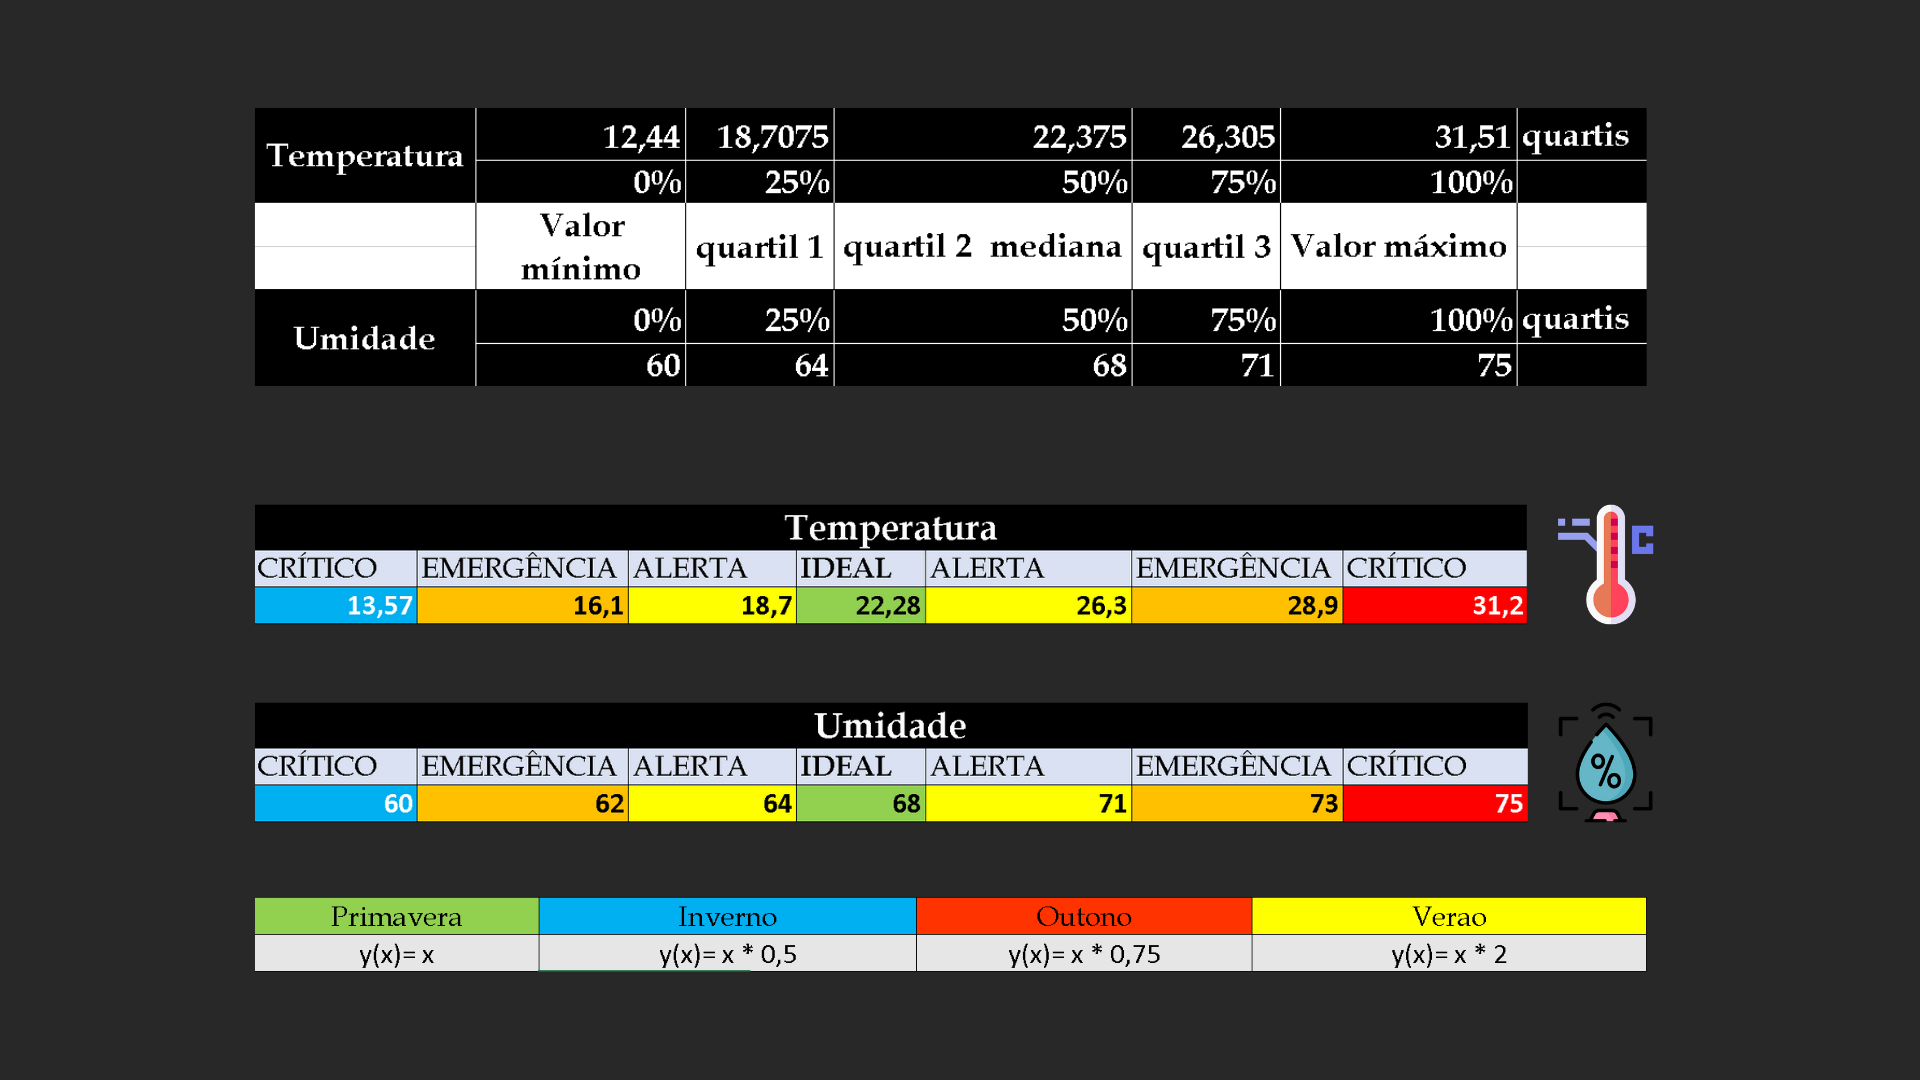 Temperatura 12,44 18,7075 22,375 26,305 31,51 quartis
0% 25% 50% 75% 100%
Valor mínimo quartil 1 quartil 2 mediana quartil 3 Valor máximo
Umidade 0% 25% 50% 75% 100% quartis
60 64 68 71 75
Temperatura
CRÍTICO EMERGÊNCIA ALERTA IDEAL ALERTA EMERGÊNCIA CRÍTICO
13,57 16,1 18,7 22,28 26,3 28,9 31,2
C
Umidade
CRÍTICO EMERGÊNCIA ALERTA IDEAL ALERTA EMERGÊNCIA CRÍTICO
60 62 64 68 71 73 75
%
Primavera Inverno Outono Verao
y(x)= x y(x)= x * 0,5 y(x)= x * 0,75 y(x)= x * 2